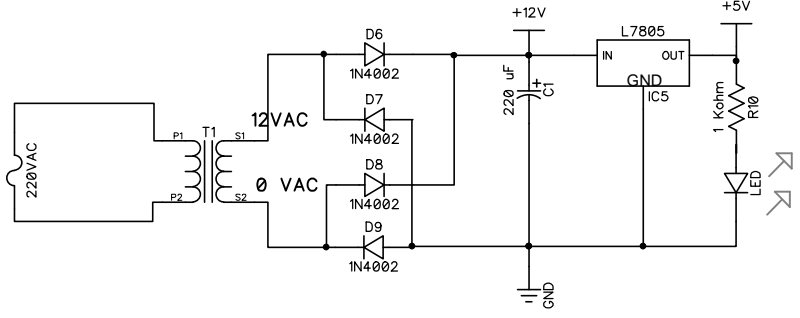 +12V
+5V
D6
L7805
IN
OUT
1N4002
220 uF
+
C1
GND
IC5
D7
12VAC
1 Kohm
R10
P1
T1
S1
1N4002
220VAC
D8
LED
0 VAC
P2
S2
1N4002
D9
1N4002
GND